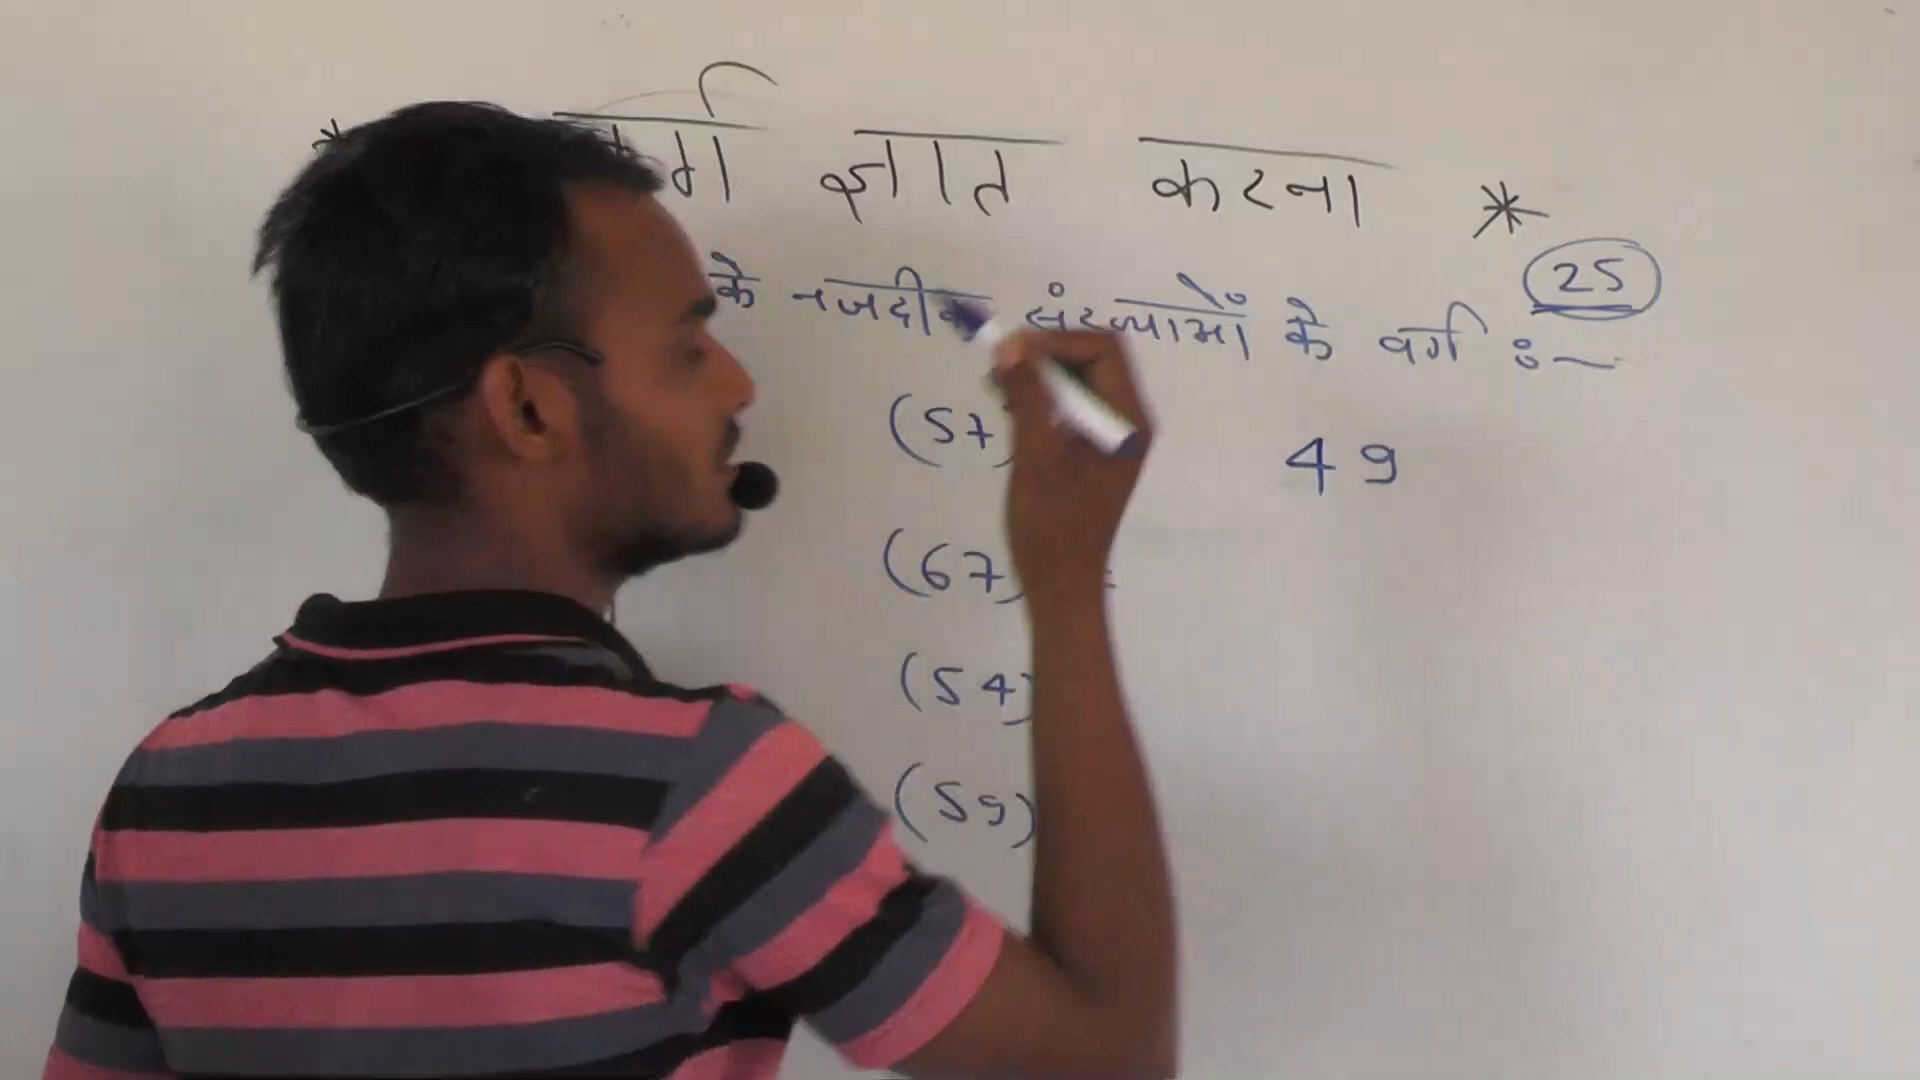 * वर्ग ज्ञात करना *
25
के नजदीक संख्याओं के वर्ग :-
(57) 49
(67) =
(54)
(59)